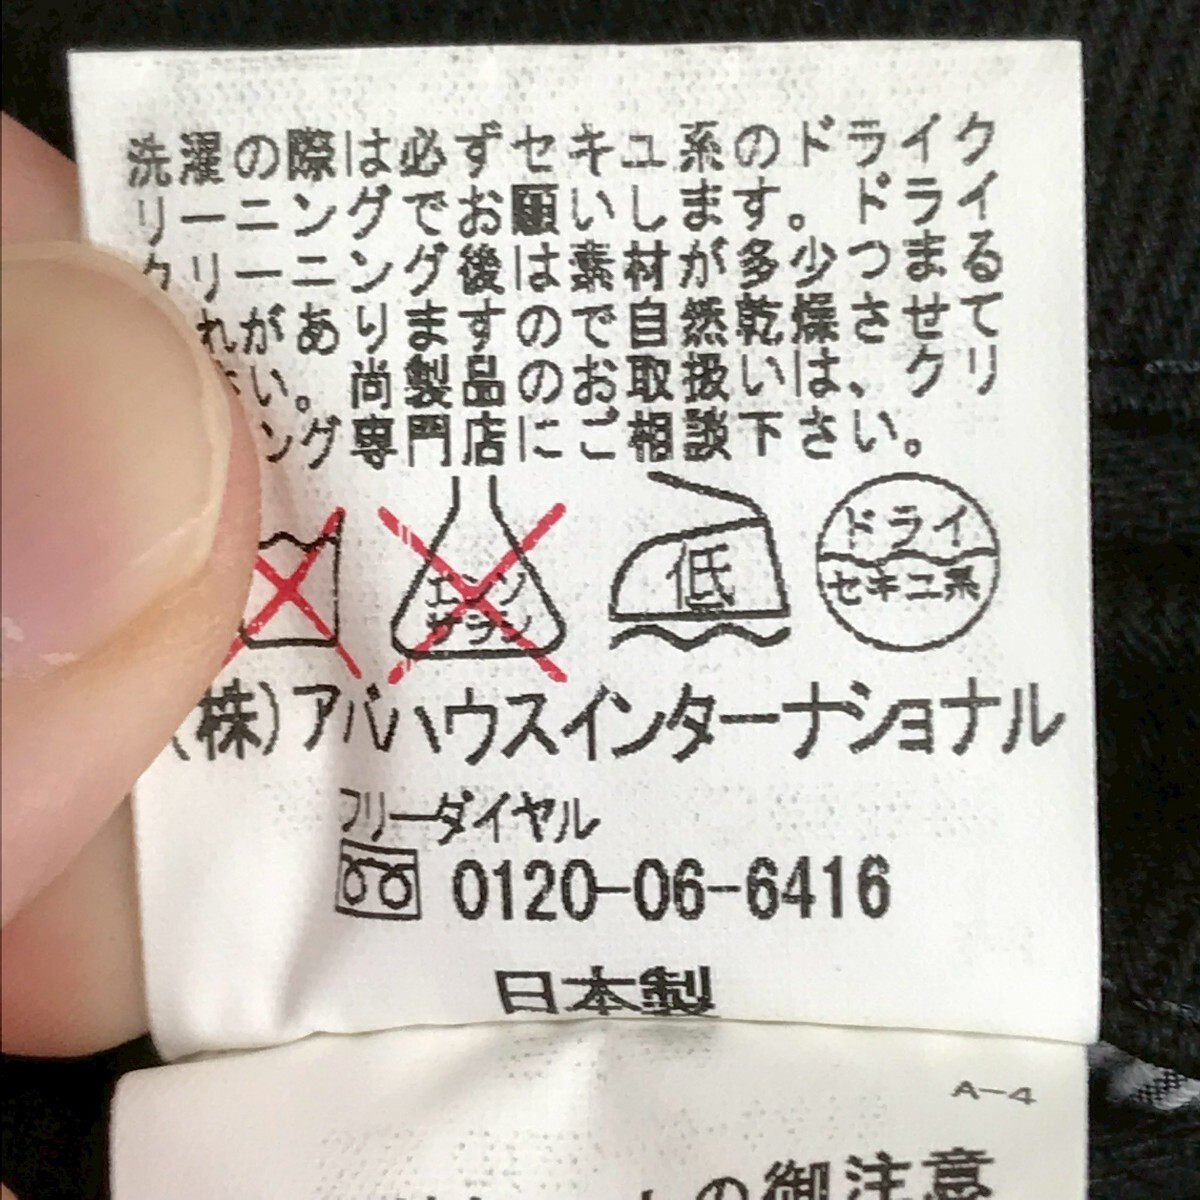 洗濯の際は必ずセキユ系のドライク
リーニングでお願いします。ドライ
クリーニング後は素材が多少つまる
れがありますので自然乾燥させて
さい。尚製品のお取扱いは、クリ
ング専門店にご相談下さい。
エンソ
サラシ
低
ドライ
セキユ系
(株)アバハウスインターナショナル
フリーダイヤル
0120-06-6416
日本製
A-4
の御注意